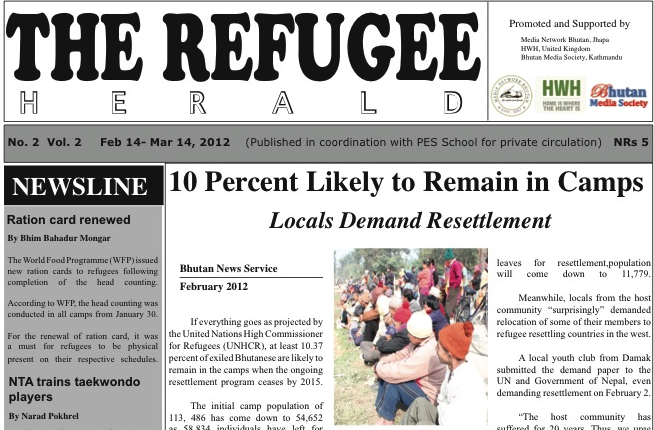 THE REFUGEE
HERALD
Promoted and Supported by
Media Network Bhutan, Jhapa
HWH, United Kingdom
Bhutan Media Society, Kathmandu
HWH
HOME IS WHERE
THE HEART IS
Bhutan
Media Society
No. 2 Vol. 2 Feb 14- Mar 14, 2012 (Published in coordination with PES School for private circulation) NRs 5
NEWSLINE
Ration card renewed
By Bhim Bahadur Mongar
The World Food Programme (WFP) issued
new ration cards to refugees following
completion of the head counting.
According to WFP, the head counting was
conducted in all camps from January 30.
For the renewal of ration card, it was
a must for refugees to be physical
present on their respective schedules.
NTA trains taekwondo
players
By Narad Pokhrel
10 Percent Likely to Remain in Camps
Locals Demand Resettlement
Bhutan News Service
February 2012
If everything goes as projected by
the United Nations High Commissioner
for Refugees (UNHCR), at least 10.37
percent of exiled Bhutanese are likely to
remain in the camps when the ongoing
resettlement program ceases by 2015.
The initial camp population of
113, 486 has come down to 54,652
as 58,834 individuals have left for
leaves for resettlement,population
will come down to 11,779.
Meanwhile, locals from the host
community “surprisingly” demanded
relocation of some of their members to
refugee resettling countries in the west.
A local youth club from Damak
submitted the demand paper to the
UN and Government of Nepal, even
demanding resettlement on February 2.
“The host community has
suffered for 20 years. Thus, we urge